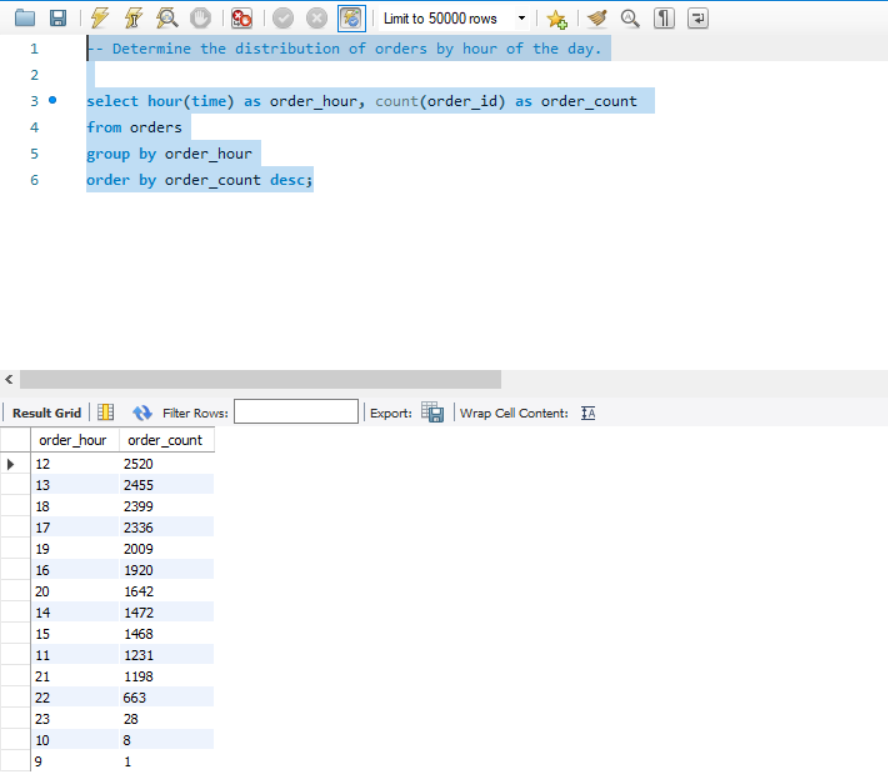 Limit to 50000 rows
1 -- Determine the distribution of orders by hour of the day.
2
3 select hour(time) as order_hour, count(order_id) as order_count
4 from orders
5 group by order_hour
6 order by order_count desc;
Result Grid Filter Rows: Export: Wrap Cell Content: IA
order_hour order_count
12 2520
13 2455
18 2399
17 2336
19 2009
16 1920
20 1642
14 1472
15 1468
11 1231
21 1198
22 663
23 28
10 8
9 1